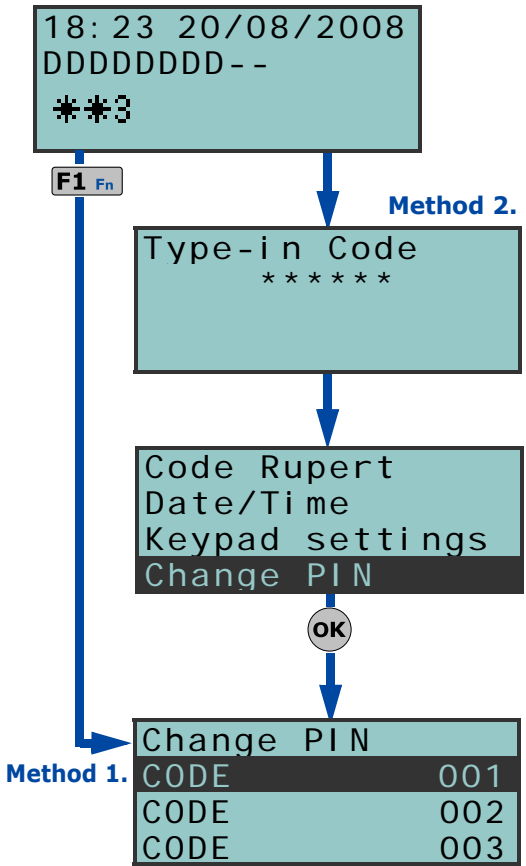 18:23 20/08/2008
DDDDDDDD--
**3
F1 Fn
Method 2.
Type-in Code
******
Code Rupert
Date/Time
Keypad settings
Change PIN
OK
Change PIN
Method 1.
CODE 001
CODE 002
CODE 003